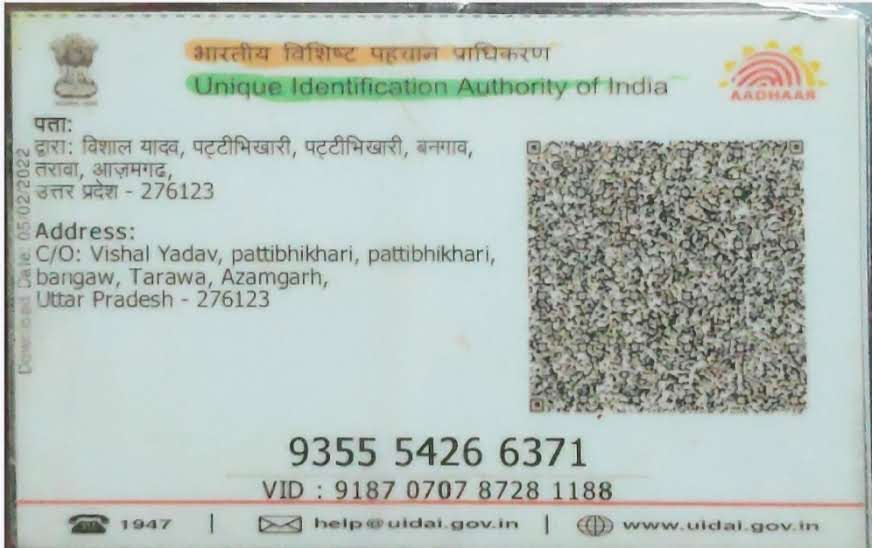 भारतीय विशिष्ट पहचान प्राधिकरण
Unique Identification Authority of India
AADHAAR
पता:
द्वारा: विशाल यादव, पट्टीभिखारी, पट्टीभिखारी, बनगाव,
तरावा, आज़मगढ,
उत्तर प्रदेश - 276123
Address:
C/O: Vishal Yadav, pattibhikhari, pattibhikhari,
bangaw, Tarawa, Azamgarh,
Uttar Pradesh - 276123
Download Date: 05/02/2022
9355 5426 6371
VID : 9187 0707 8728 1188
1947 | help@uidai.gov.in | www.uidai.gov.in